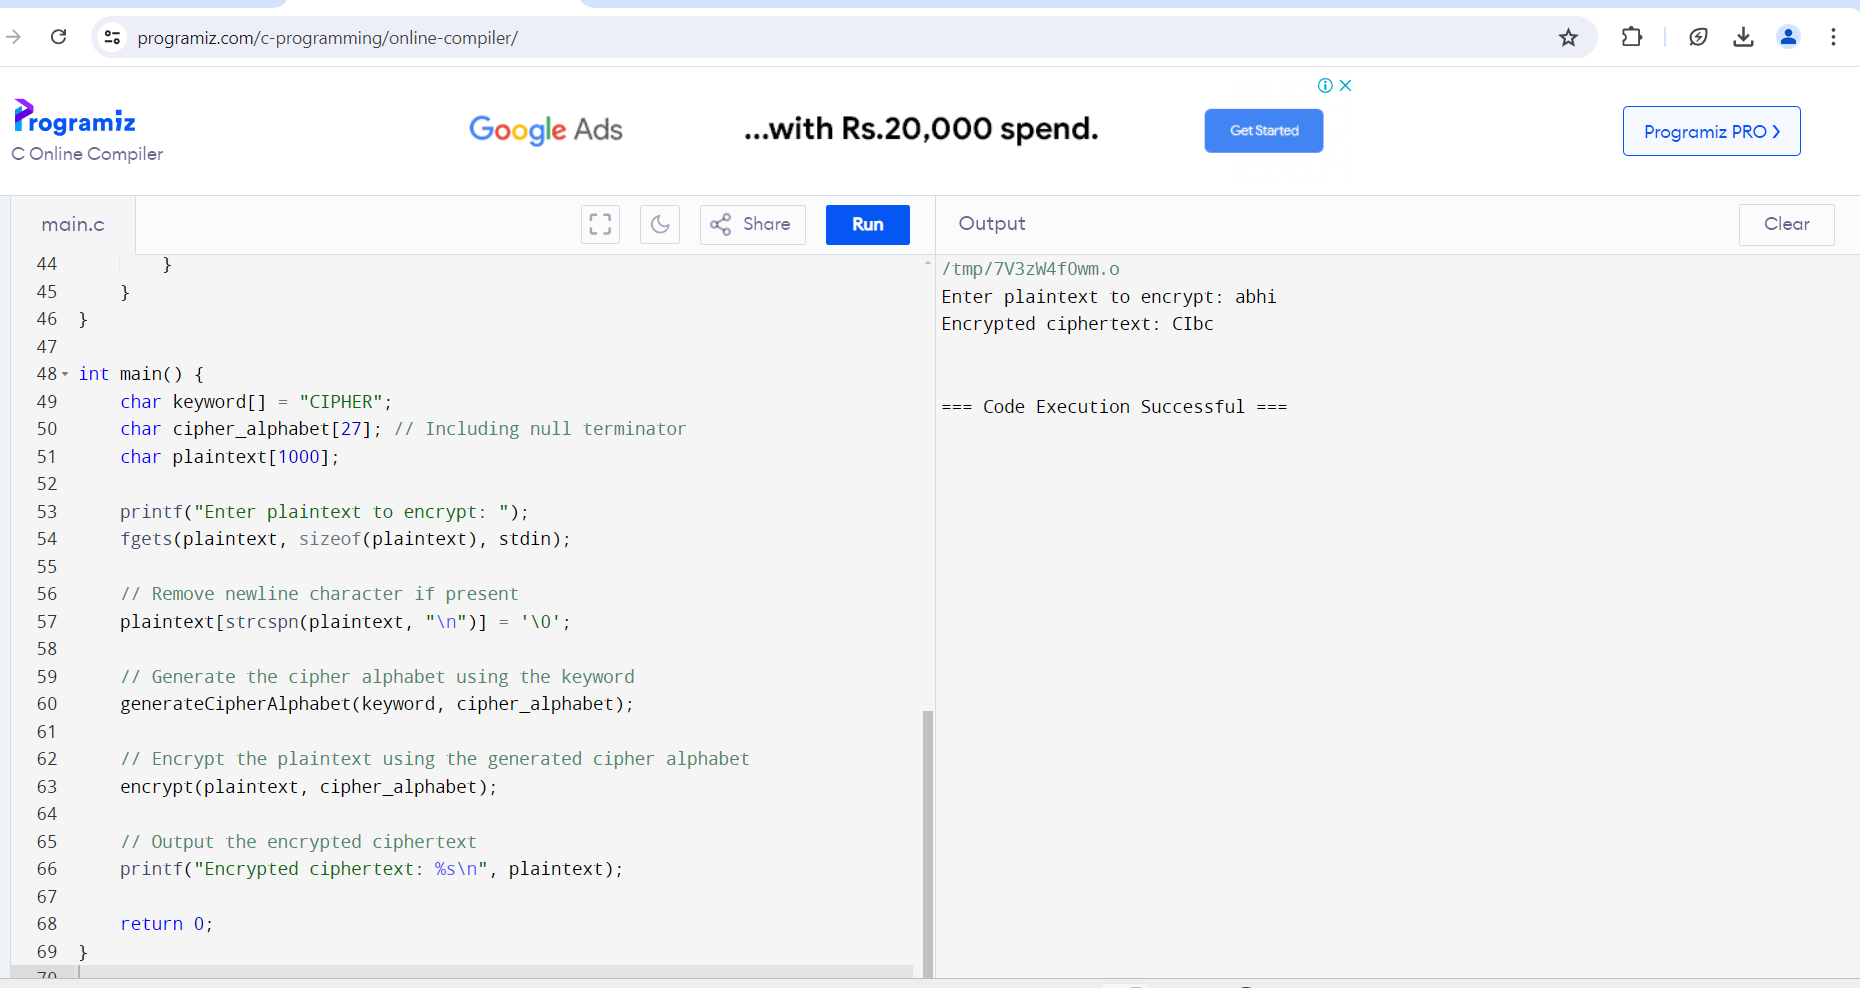 programiz.com/c-programming/online-compiler/
Programiz
C Online Compiler
Google Ads
...with Rs.20,000 spend.
Get Started
Programiz PRO
main.c
Share
Run
Output
Clear
44 }
45 }
46 }
47
48 int main() {
49 char keyword[] = "CIPHER";
50 char cipher_alphabet[27]; // Including null terminator
51 char plaintext[1000];
52
53 printf("Enter plaintext to encrypt: ");
54 fgets(plaintext, sizeof(plaintext), stdin);
55
56 // Remove newline character if present
57 plaintext[strcspn(plaintext, "\n")] = '\0';
58
59 // Generate the cipher alphabet using the keyword
60 generateCipherAlphabet(keyword, cipher_alphabet);
61
62 // Encrypt the plaintext using the generated cipher alphabet
63 encrypt(plaintext, cipher_alphabet);
64
65 // Output the encrypted ciphertext
66 printf("Encrypted ciphertext: %s\n", plaintext);
67
68 return 0;
69 }
70
/tmp/7V3zW4fOwm.o
Enter plaintext to encrypt: abhi
Encrypted ciphertext: CIbc
=== Code Execution Successful ===